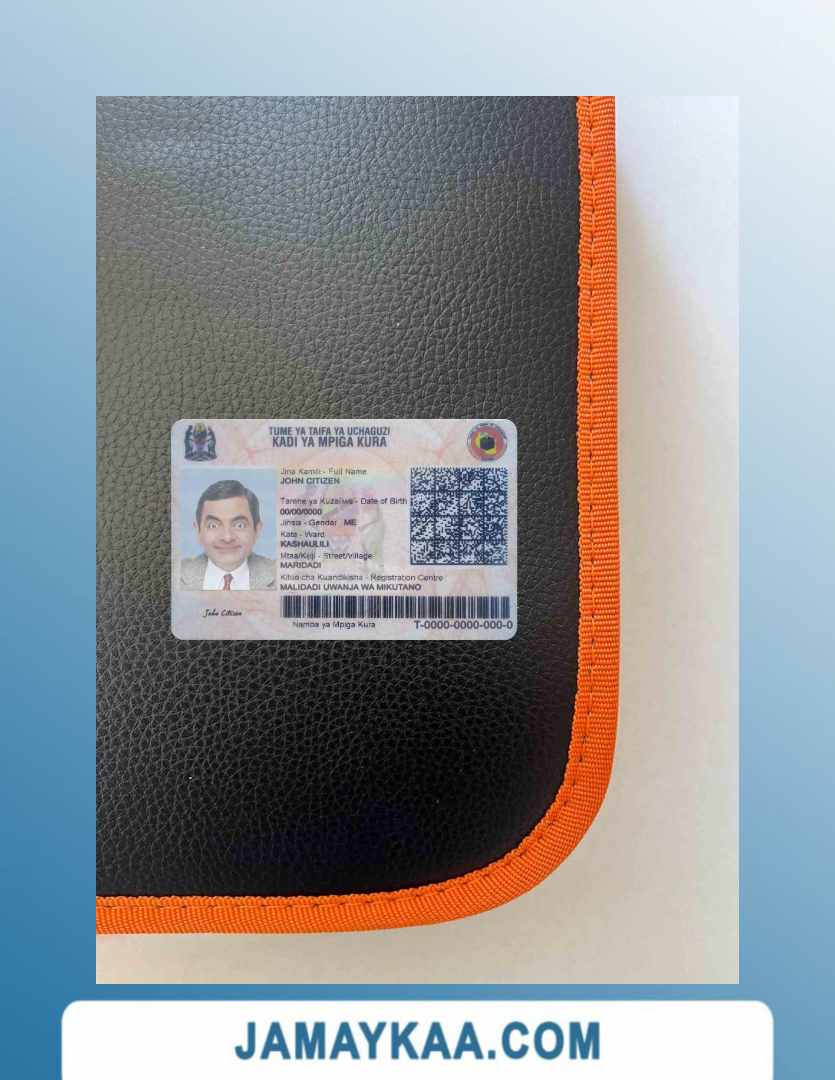 TUME YA TAIFA YA UCHAGUZI
KADI YA MPIGA KURA
Jina Kamili - Full Name
JOHN CITIZEN
Tarehe ya Kuzaliwa - Date of Birth
00/00/0000
Jinsia - Gender ME
Kata - Ward
KASHAULILI
Mtaa/Kijiji - Street/Village
MARIDADI
Kituo cha Kuandikisha - Registration Centre
MALIDADI UWANJA WA MIKUTANO
John Citizen
Namba ya Mpiga Kura T-0000-0000-000-0
JAMAYKAA.COM